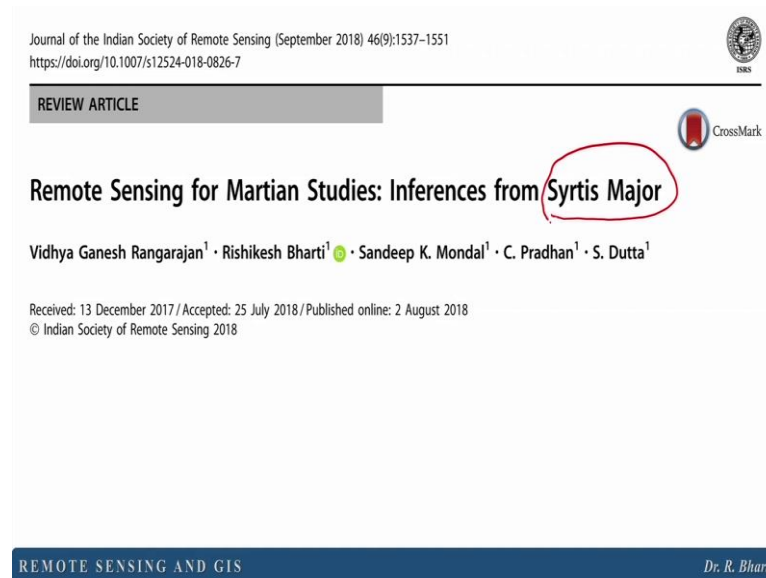 Journal of the Indian Society of Remote Sensing (September 2018) 46(9):1537–1551
https://doi.org/10.1007/s12524-018-0826-7
ISRS
REVIEW ARTICLE
CrossMark
Remote Sensing for Martian Studies: Inferences from Syrtis Major
Vidhya Ganesh Rangarajan¹ · Rishikesh Bharti¹ iD · Sandeep K. Mondal¹ · C. Pradhan¹ · S. Dutta¹
Received: 13 December 2017 / Accepted: 25 July 2018 / Published online: 2 August 2018
© Indian Society of Remote Sensing 2018
REMOTE SENSING AND GIS Dr. R. Bhar